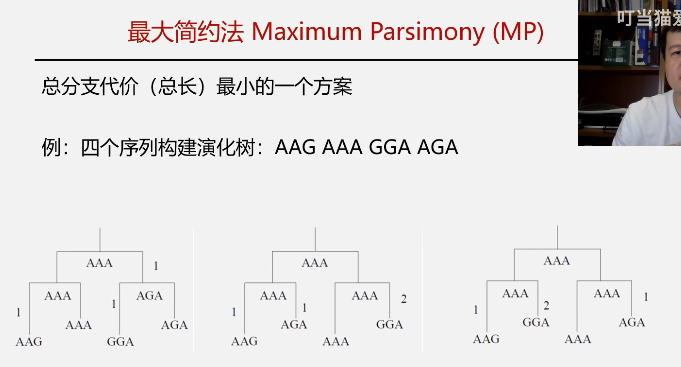 最大简约法 Maximum Parsimony (MP)
叮当猫爱
总分支代价（总长）最小的一个方案
例：四个序列构建演化树：AAG AAA GGA AGA
AAA 1
AAA AGA
1 1
AAA AGA
AAG GGA
AAA
AAA AAA 2
1 1
AGA GGA
AAG AAA
AAA
AAA AAA 1
1 2
GGA AGA
AAG AAA